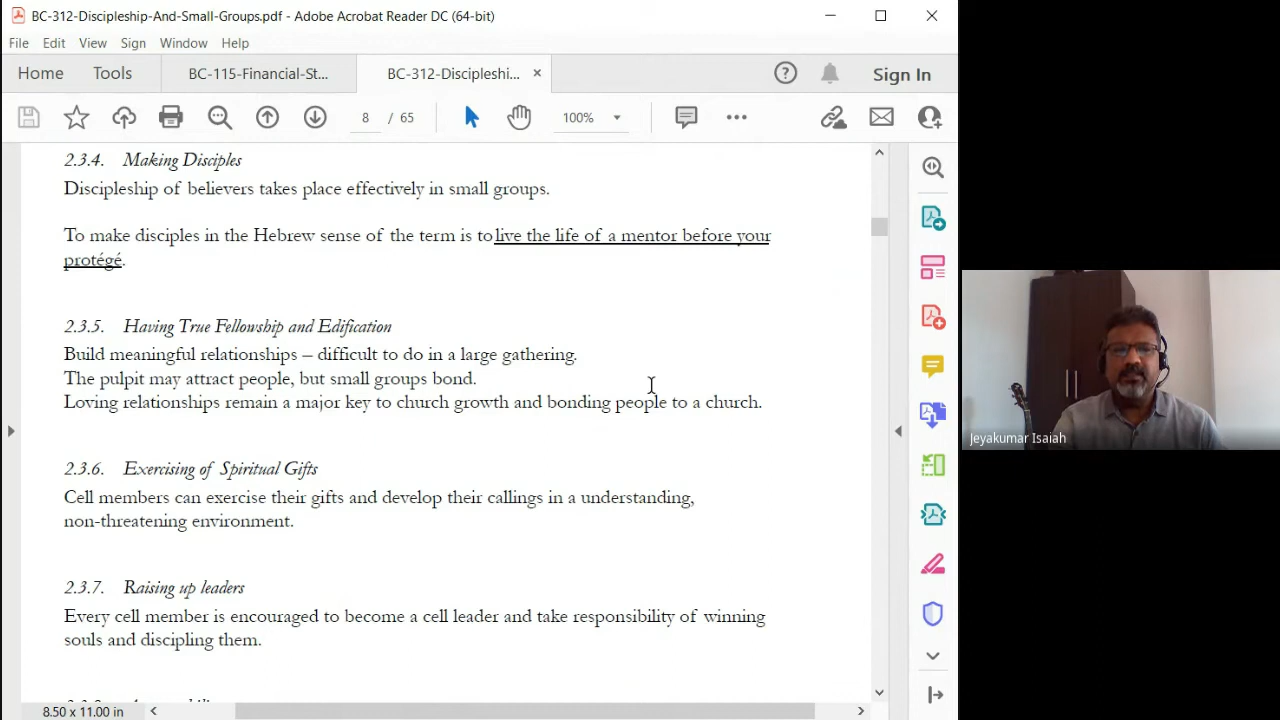 BC-312-Discipleship-And-Small-Groups.pdf - Adobe Acrobat Reader DC (64-bit)
File Edit View Sign Window Help
Home Tools BC-115-Financial-St... BC-312-Discipleshi... Sign In
8 / 65 100%
2.3.4. Making Disciples
Discipleship of believers takes place effectively in small groups.
To make disciples in the Hebrew sense of the term is to live the life of a mentor before your
protégé.
2.3.5. Having True Fellowship and Edification
Build meaningful relationships – difficult to do in a large gathering.
The pulpit may attract people, but small groups bond.
Loving relationships remain a major key to church growth and bonding people to a church.
Jeyakumar Isaiah
2.3.6. Exercising of Spiritual Gifts
Cell members can exercise their gifts and develop their callings in a understanding,
non-threatening environment.
2.3.7. Raising up leaders
Every cell member is encouraged to become a cell leader and take responsibility of winning
souls and discipling them.
8.50 x 11.00 in